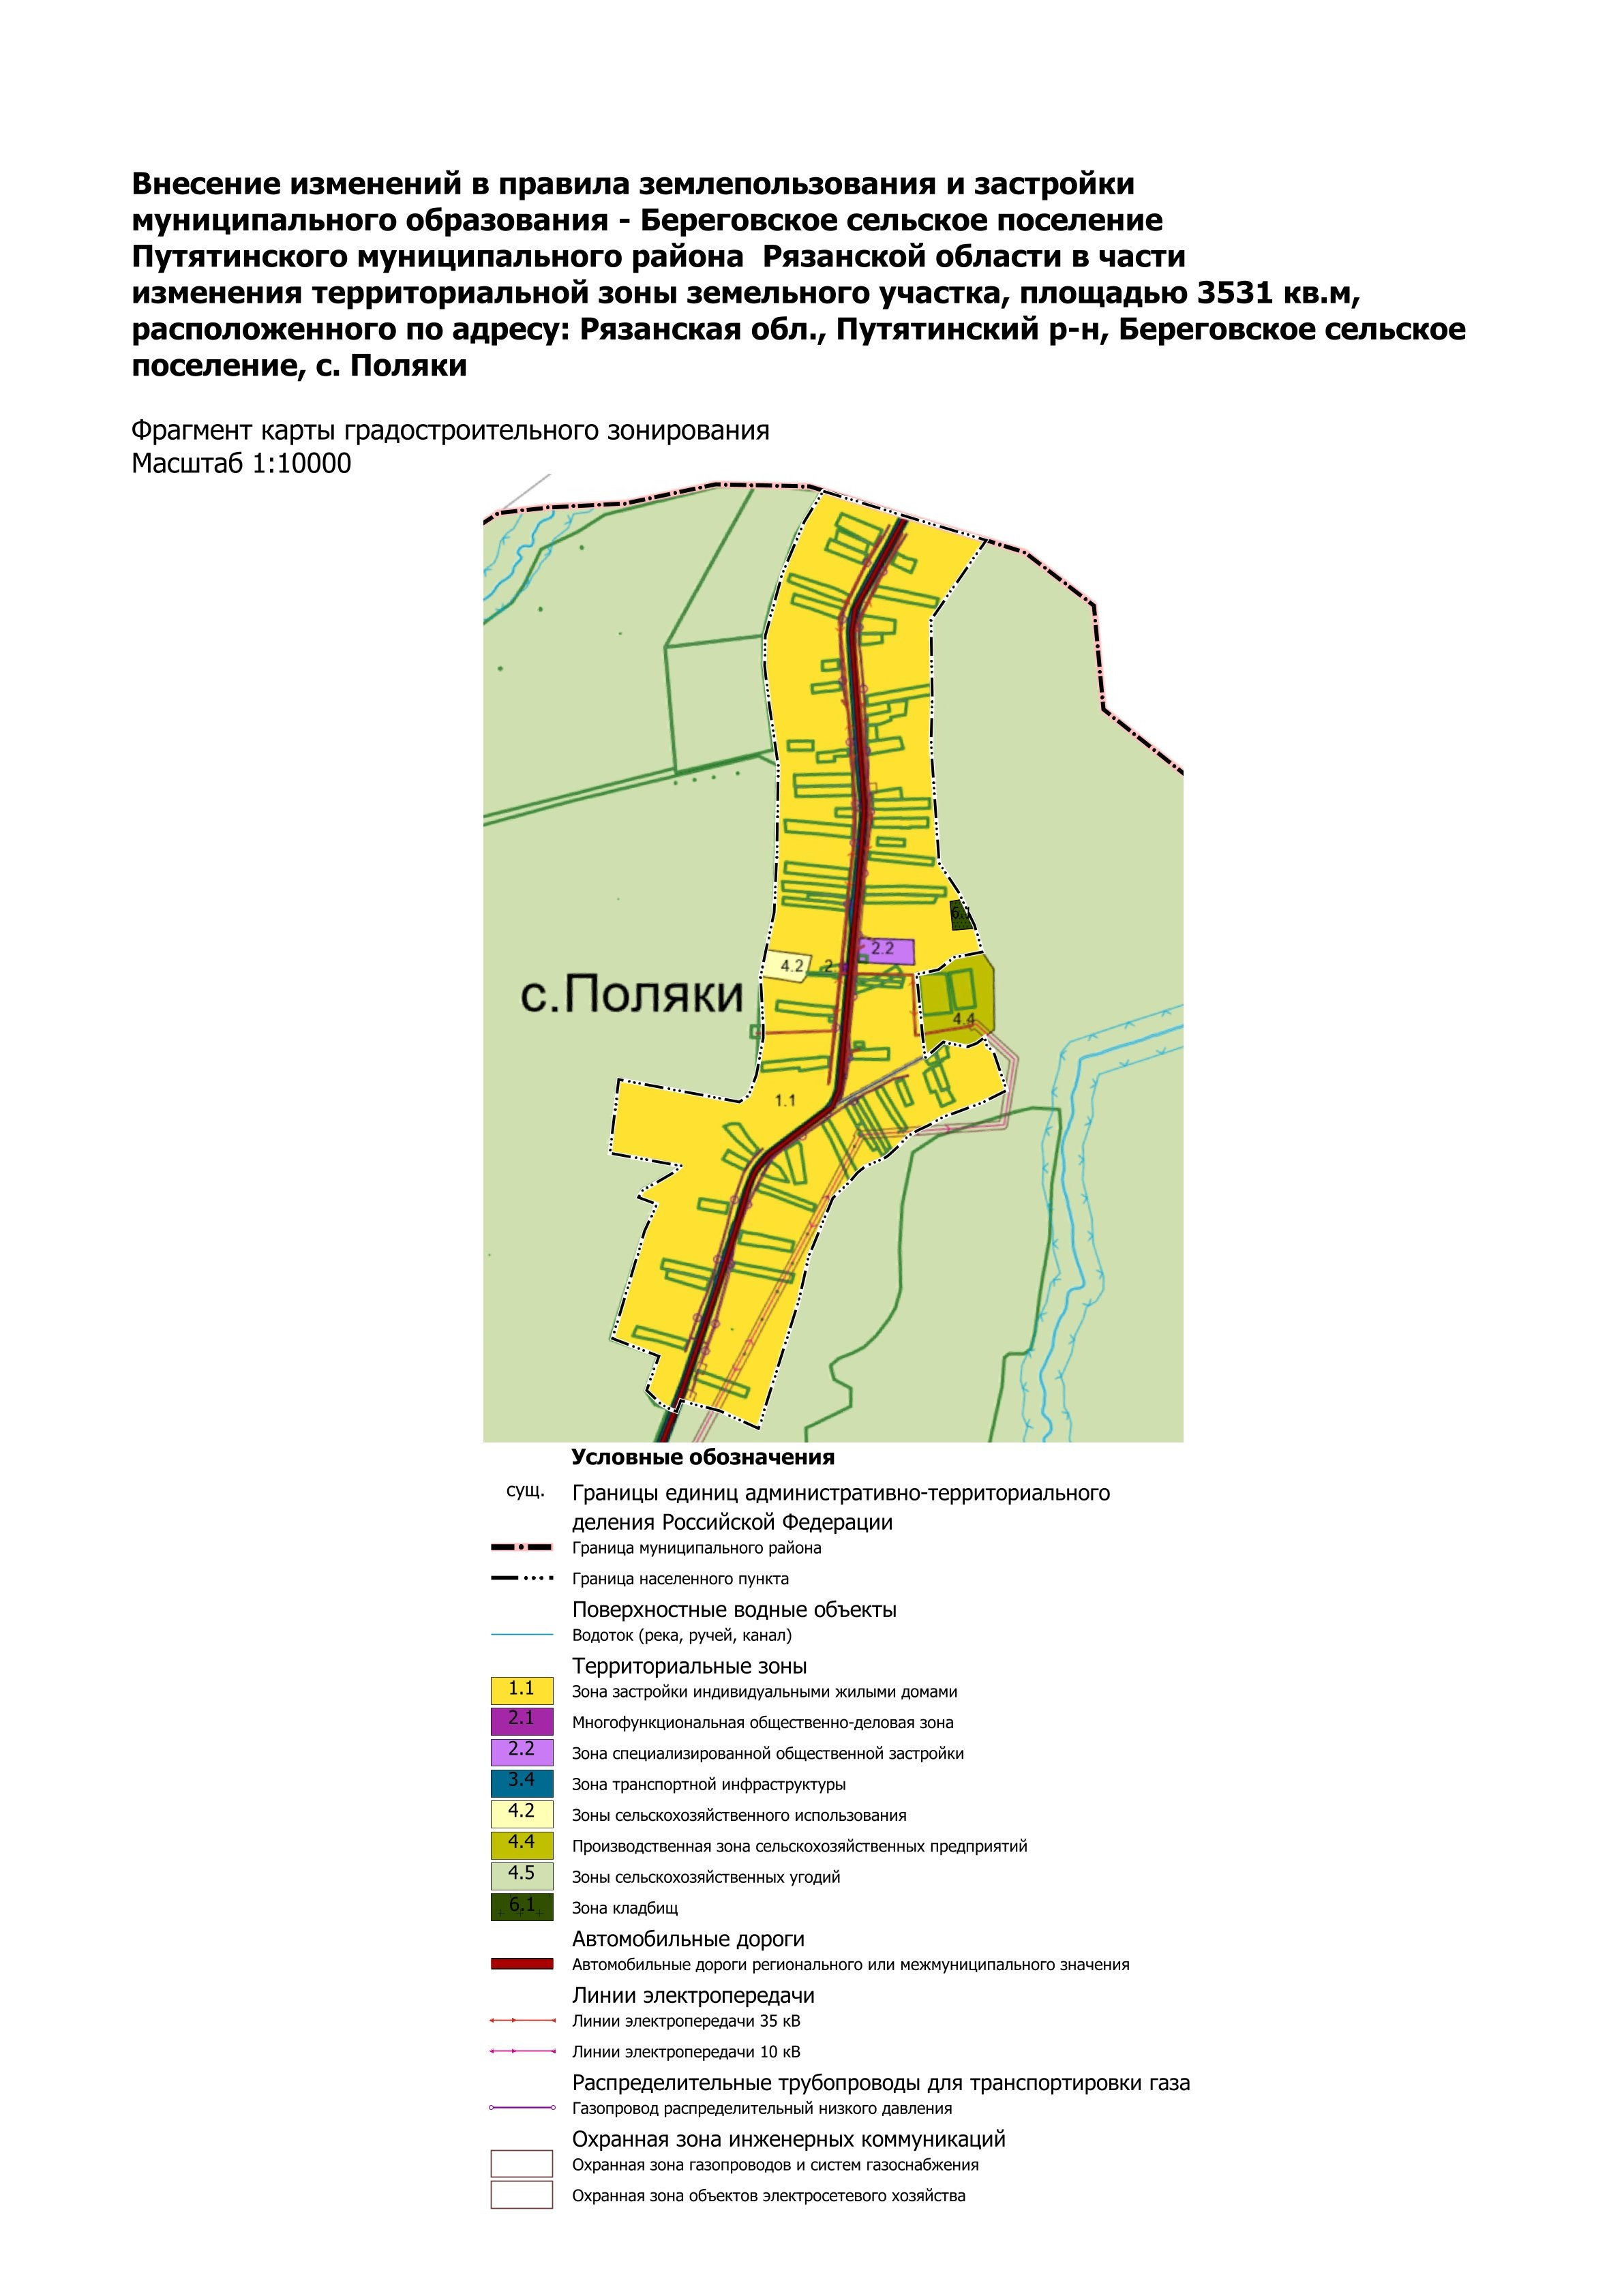 Внесение изменений в правила землепользования и застройки
муниципального образования - Береговское сельское поселение
Путятинского муниципального района  Рязанской области в части
изменения территориальной зоны земельного участка, площадью 3531 кв.м,
расположенного по адресу: Рязанская обл., Путятинский р-н, Береговское сельское
поселение, с. Поляки
Фрагмент карты градостроительного зонирования
Масштаб 1:10000
6.1
2.2
4.2
2.
с.Поляки
4.4
1.1
Условные обозначения
сущ. Границы единиц административно-территориального
деления Российской Федерации
Граница муниципального района
Граница населенного пункта
Поверхностные водные объекты
Водоток (река, ручей, канал)
Территориальные зоны
1.1 Зона застройки индивидуальными жилыми домами
2.1 Многофункциональная общественно-деловая зона
2.2 Зона специализированной общественной застройки
3.4 Зона транспортной инфраструктуры
4.2 Зоны сельскохозяйственного использования
4.4 Производственная зона сельскохозяйственных предприятий
4.5 Зоны сельскохозяйственных угодий
6.1 Зона кладбищ
Автомобильные дороги
Автомобильные дороги регионального или межмуниципального значения
Линии электропередачи
Линии электропередачи 35 кВ
Линии электропередачи 10 кВ
Распределительные трубопроводы для транспортировки газа
Газопровод распределительный низкого давления
Охранная зона инженерных коммуникаций
Охранная зона газопроводов и систем газоснабжения
Охранная зона объектов электросетевого хозяйства